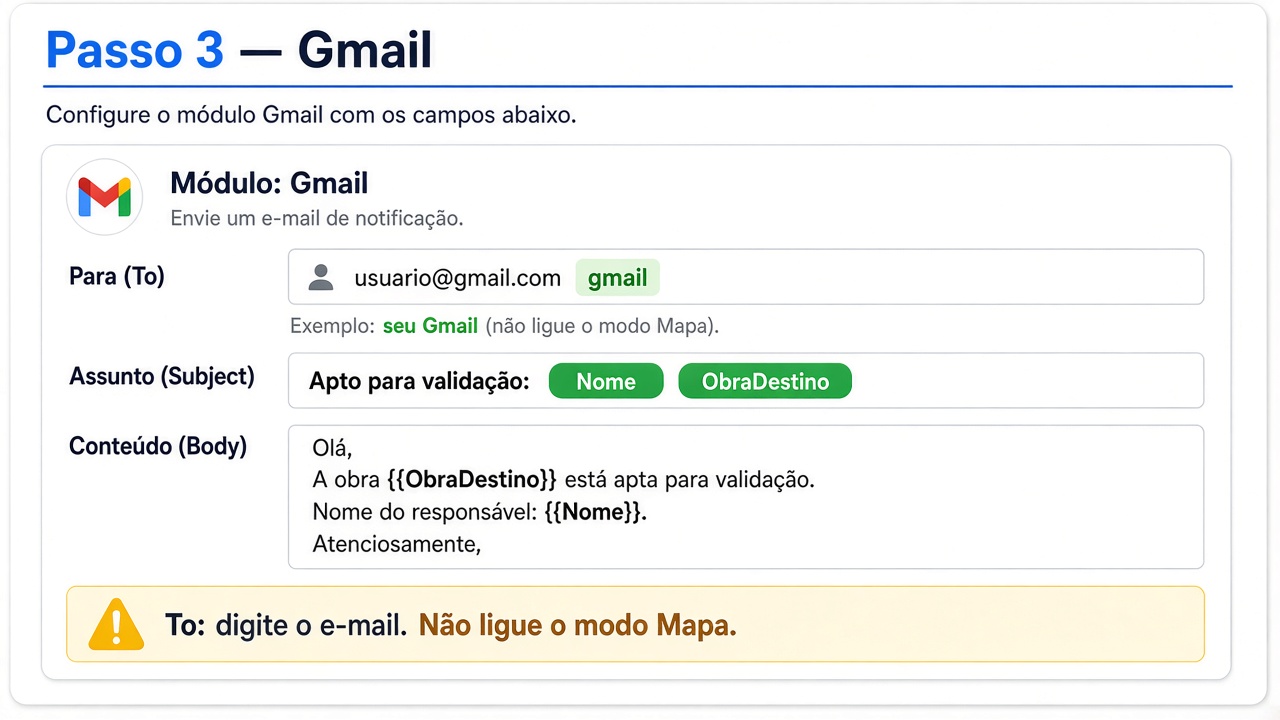 Passo 3 — Gmail
Configure o módulo Gmail com os campos abaixo.
Módulo: Gmail
Envie um e-mail de notificação.
Para (To)
usuario@gmail.com gmail
Exemplo: seu Gmail (não ligue o modo Mapa).
Assunto (Subject)
Apto para validação: Nome ObraDestino
Conteúdo (Body)
Olá,
A obra {{ObraDestino}} está apta para validação.
Nome do responsável: {{Nome}}.
Atenciosamente,
To: digite o e-mail. Não ligue o modo Mapa.